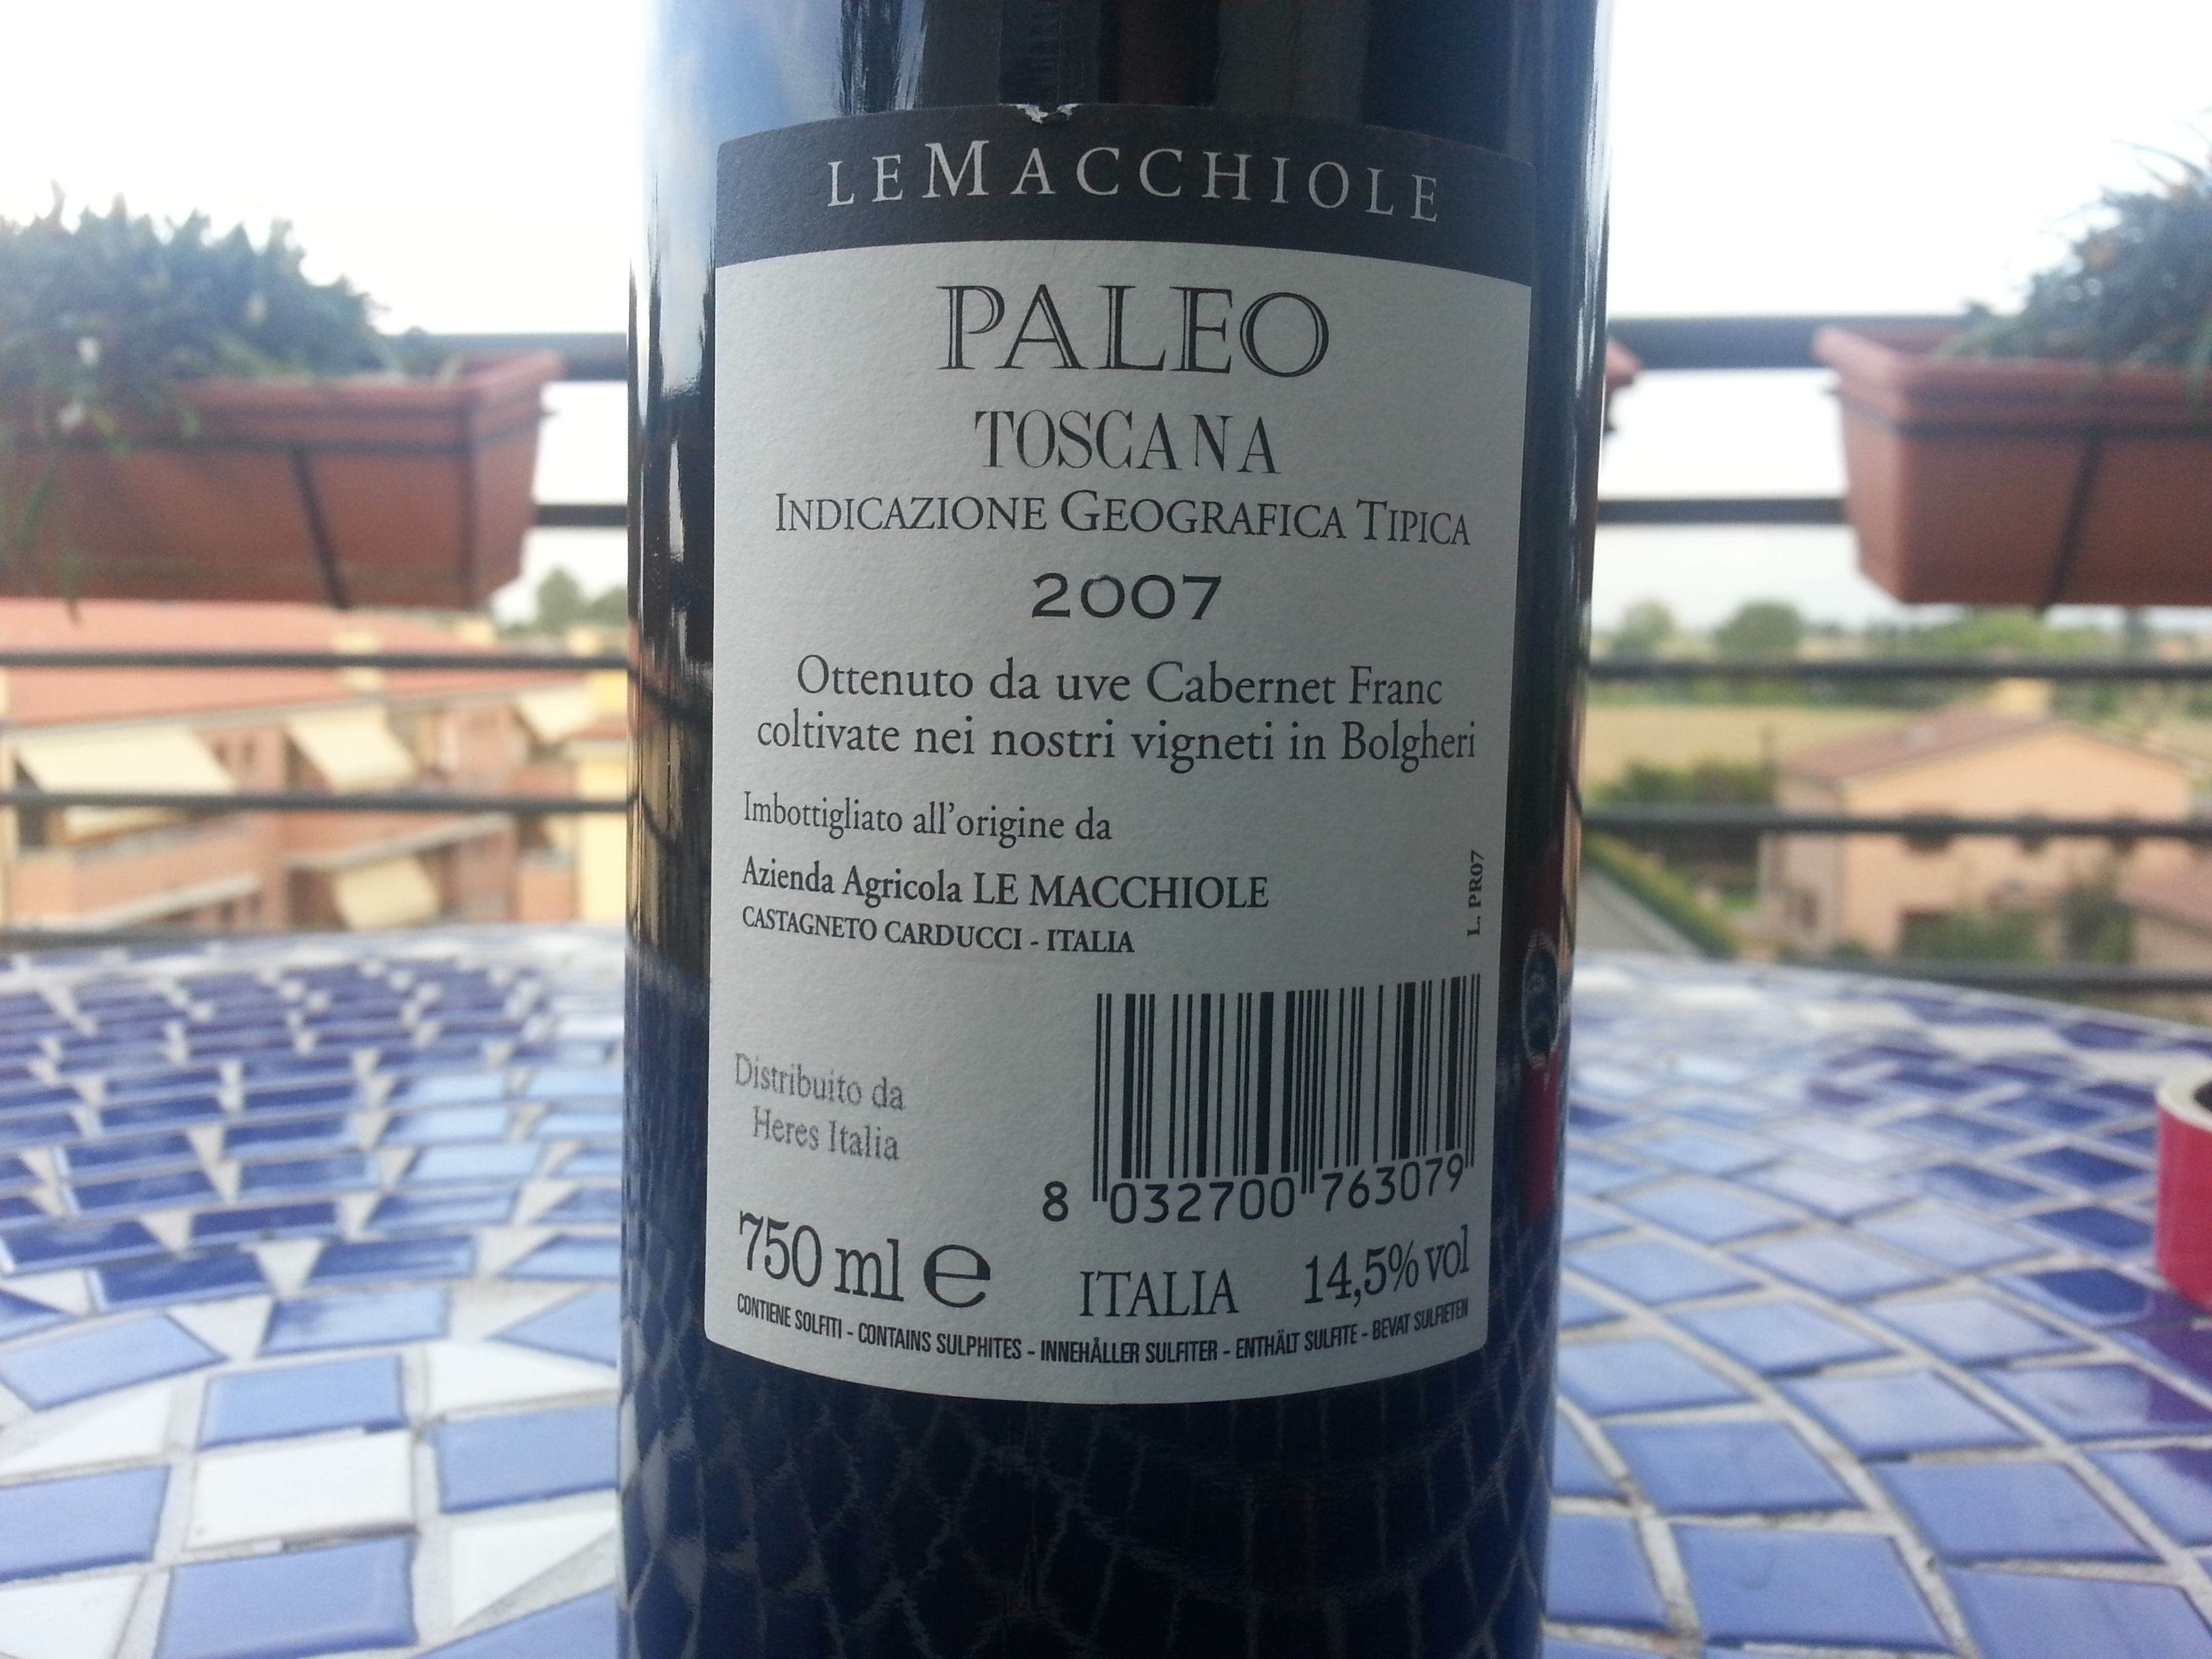 LE MACCHIOLE
PALEO
TOSCANA
INDICAZIONE GEOGRAFICA TIPICA
2007
Ottenuto da uve Cabernet Franc
coltivate nei nostri vigneti in Bolgheri
Imbottigliato all'origine da
Azienda Agricola LE MACCHIOLE
CASTAGNETO CARDUCCI - ITALIA
L. PR07
Distribuito da
Heres Italia
8 032700 763079
750 ml e ITALIA 14,5% vol
CONTIENE SOLFITI - CONTAINS SULPHITES - INNEHÅLLER SULFITER - ENTHÄLT SULFITE - BEVAT SULFIETEN